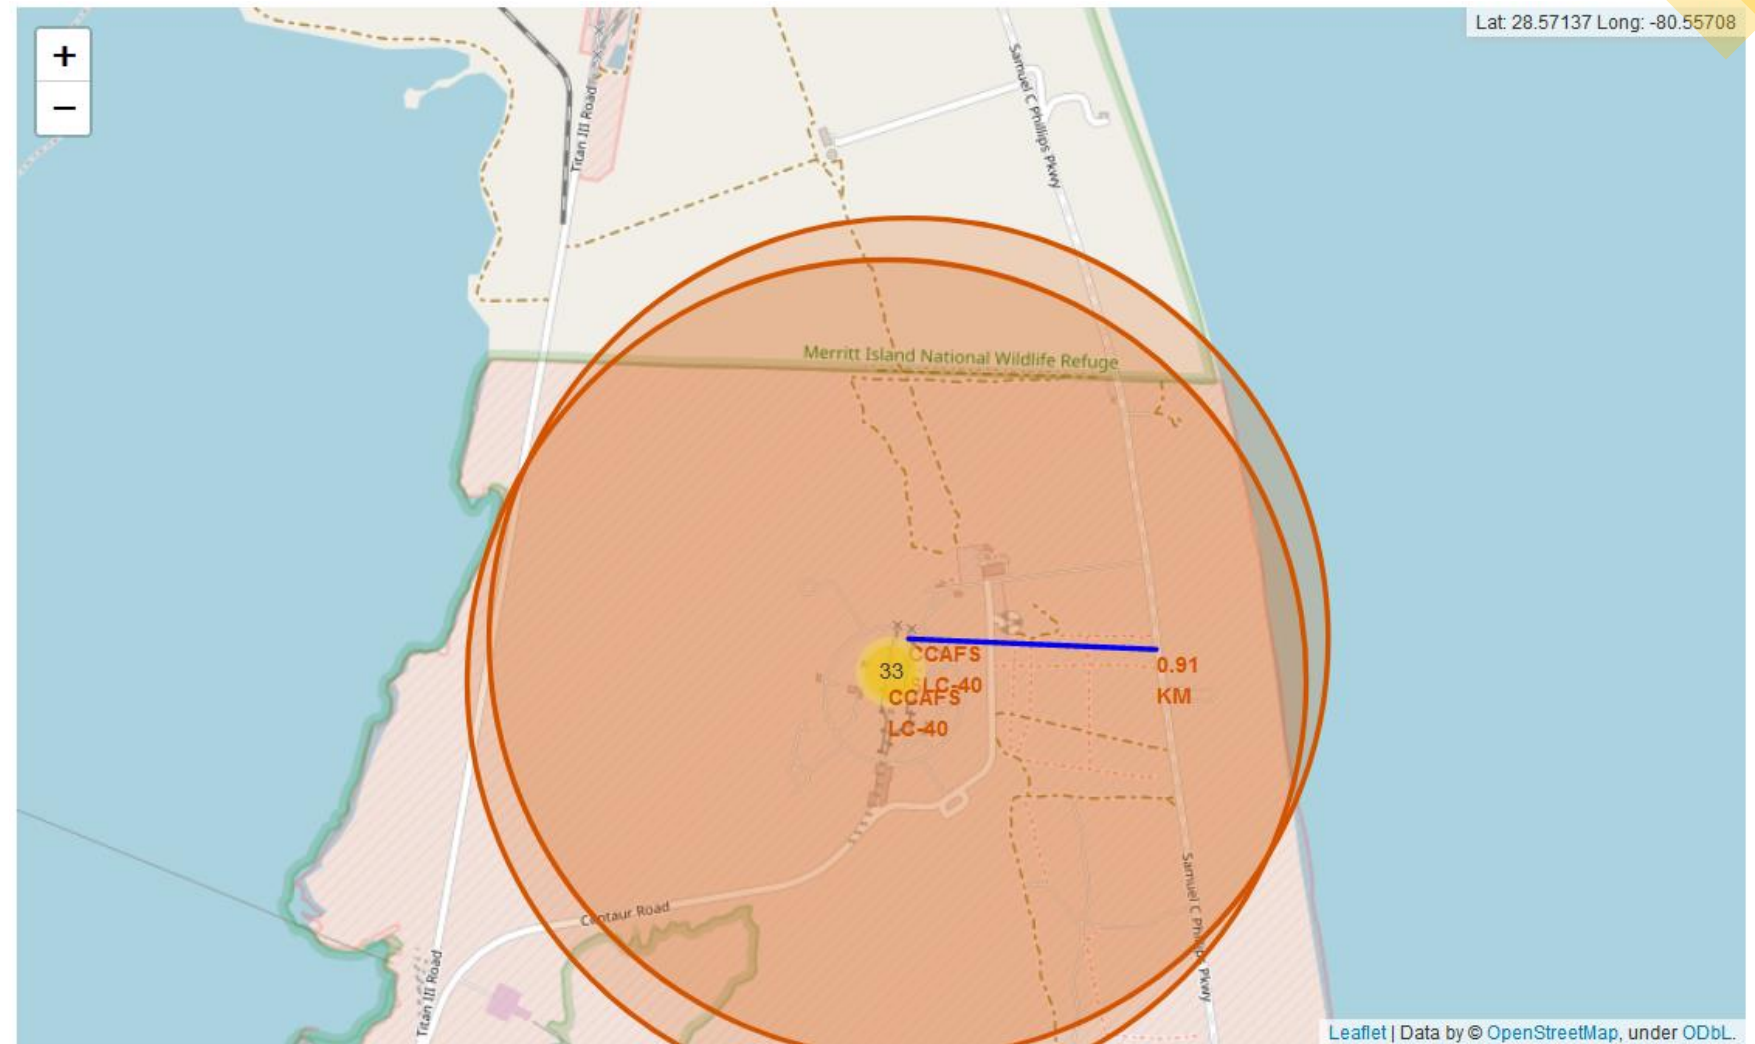 +
Lat: 28.57137 Long: -80.55708
−
Titan III Road
Samuel C Phillips Pkwy
Merritt Island National Wildlife Refuge
CCAFS
SLC-40
33
CCAFS
LC-40
0.91
KM
Centaur Road
Samuel C Phillips Pkwy
Titan III Road
Leaflet | Data by © OpenStreetMap, under ODbL.